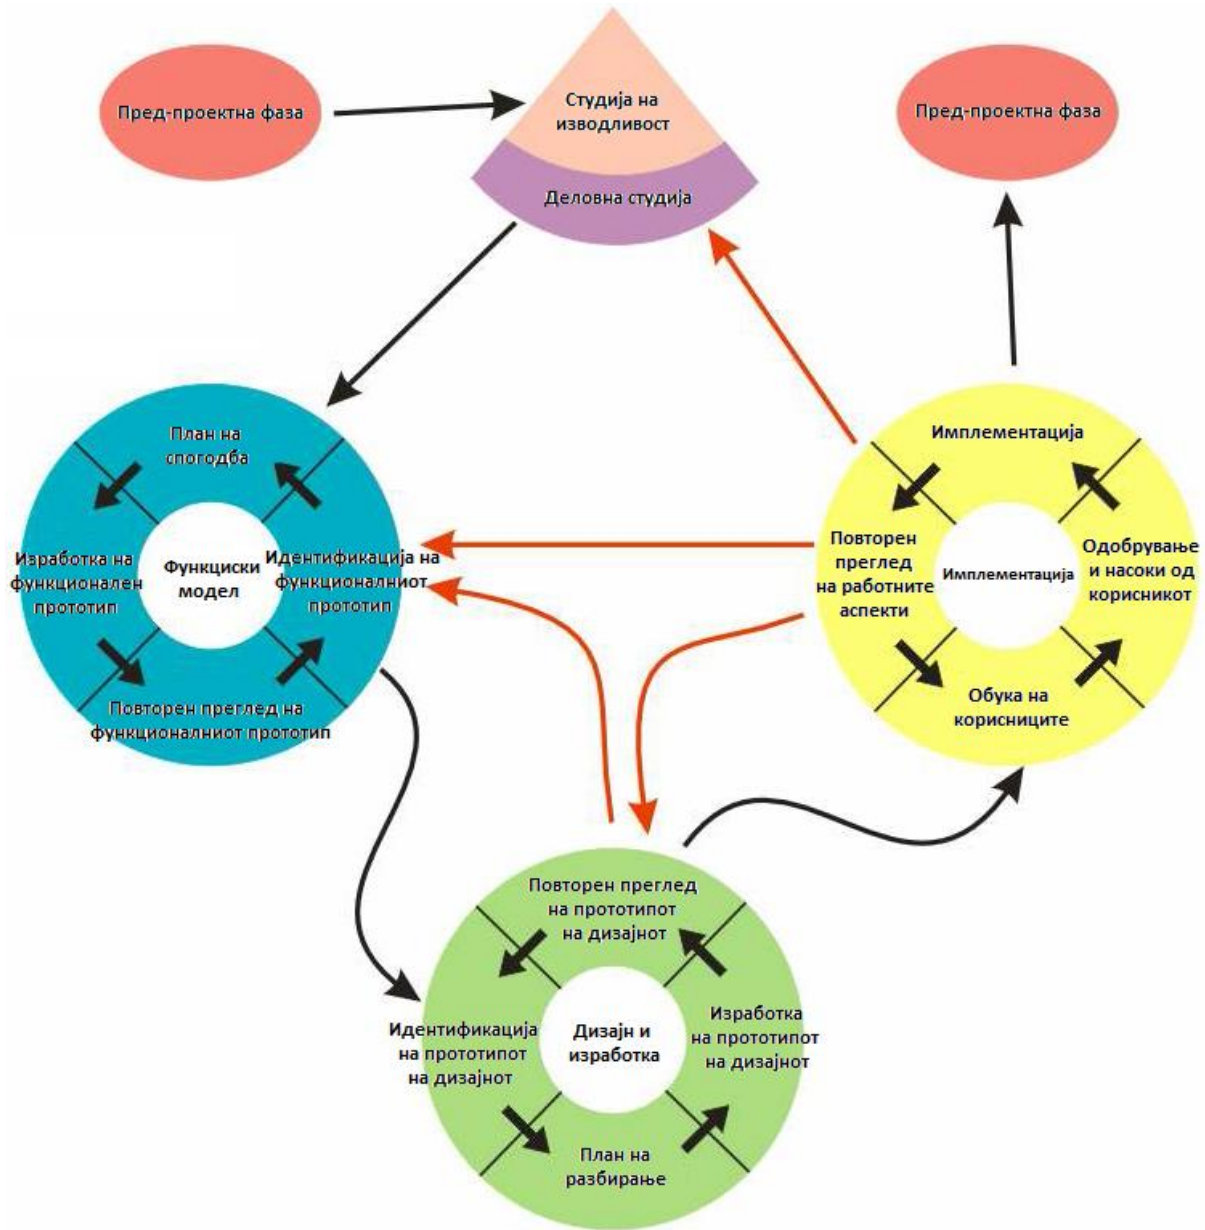 Пред-проектна фаза
Студија на
изводливост
Деловна студија
Пред-проектна фаза
План на
спогодба
Изработка на
функционален
прототип
Функциски
модел
Идентификација на
функционалниот
прототип
Повторен преглед на
функционалниот прототип
Имплементација
Повторен
преглед
на работните
аспекти
Имплементација
Одобрување
и насоки од
корисникот
Обука на
корисниците
Повторен преглед
на прототипот
на дизајнот
Идентификација
на прототипот
на дизајнот
Дизајн и
изработка
Изработка
на прототипот
на дизајнот
План на
разбирање